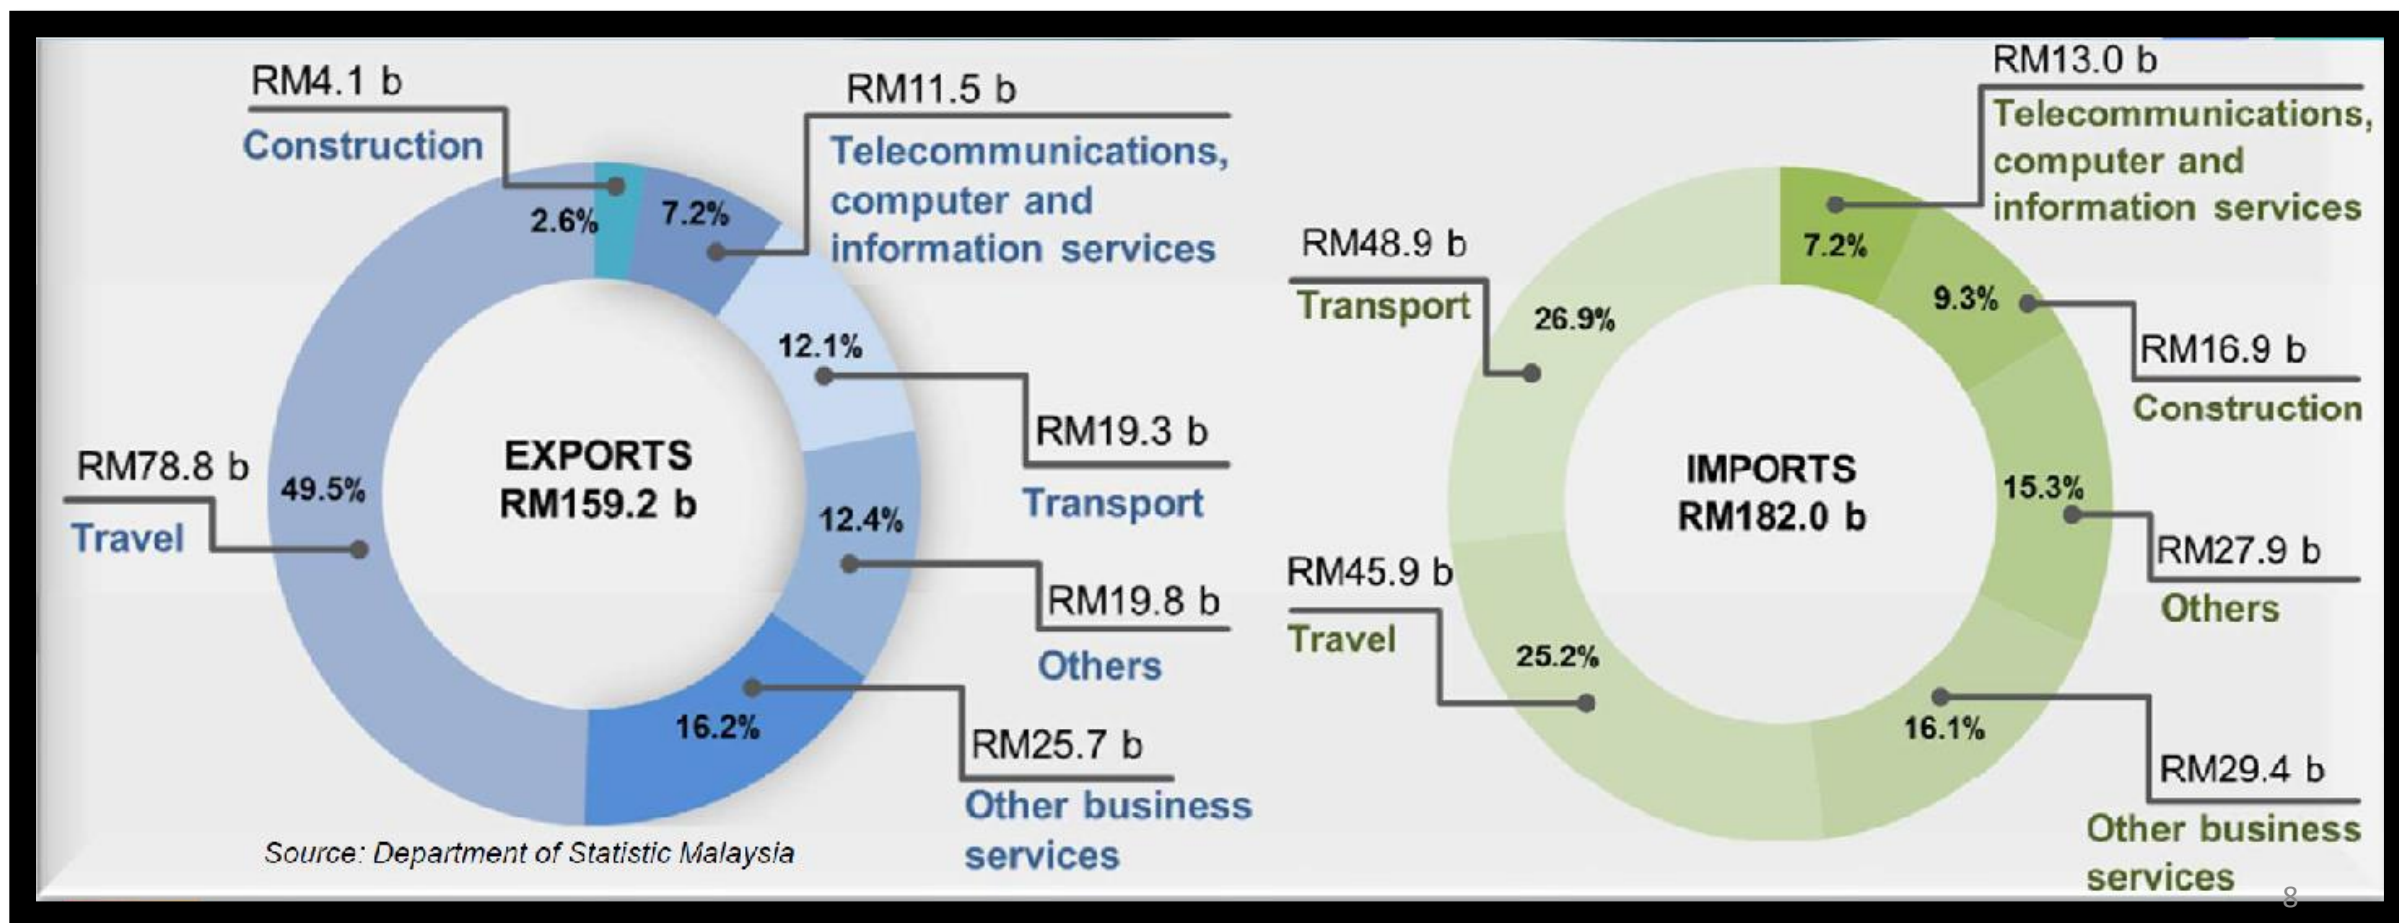 RM4.1 b
Construction
2.6%
RM11.5 b
Telecommunications,
computer and
information services
7.2%
12.1%
RM19.3 b
Transport
12.4%
RM19.8 b
Others
16.2%
RM25.7 b
Other business
services
RM78.8 b
Travel
49.5%
EXPORTS
RM159.2 b
Source: Department of Statistic Malaysia
RM13.0 b
Telecommunications,
computer and
information services
7.2%
9.3%
RM16.9 b
Construction
15.3%
RM27.9 b
Others
16.1%
RM29.4 b
Other business
services
RM45.9 b
Travel
25.2%
RM48.9 b
Transport
26.9%
IMPORTS
RM182.0 b
8